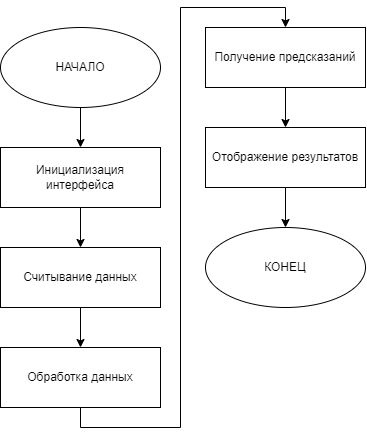 НАЧАЛО
Инициализация
интерфейса
Считывание данных
Обработка данных
Получение предсказаний
Отображение результатов
КОНЕЦ